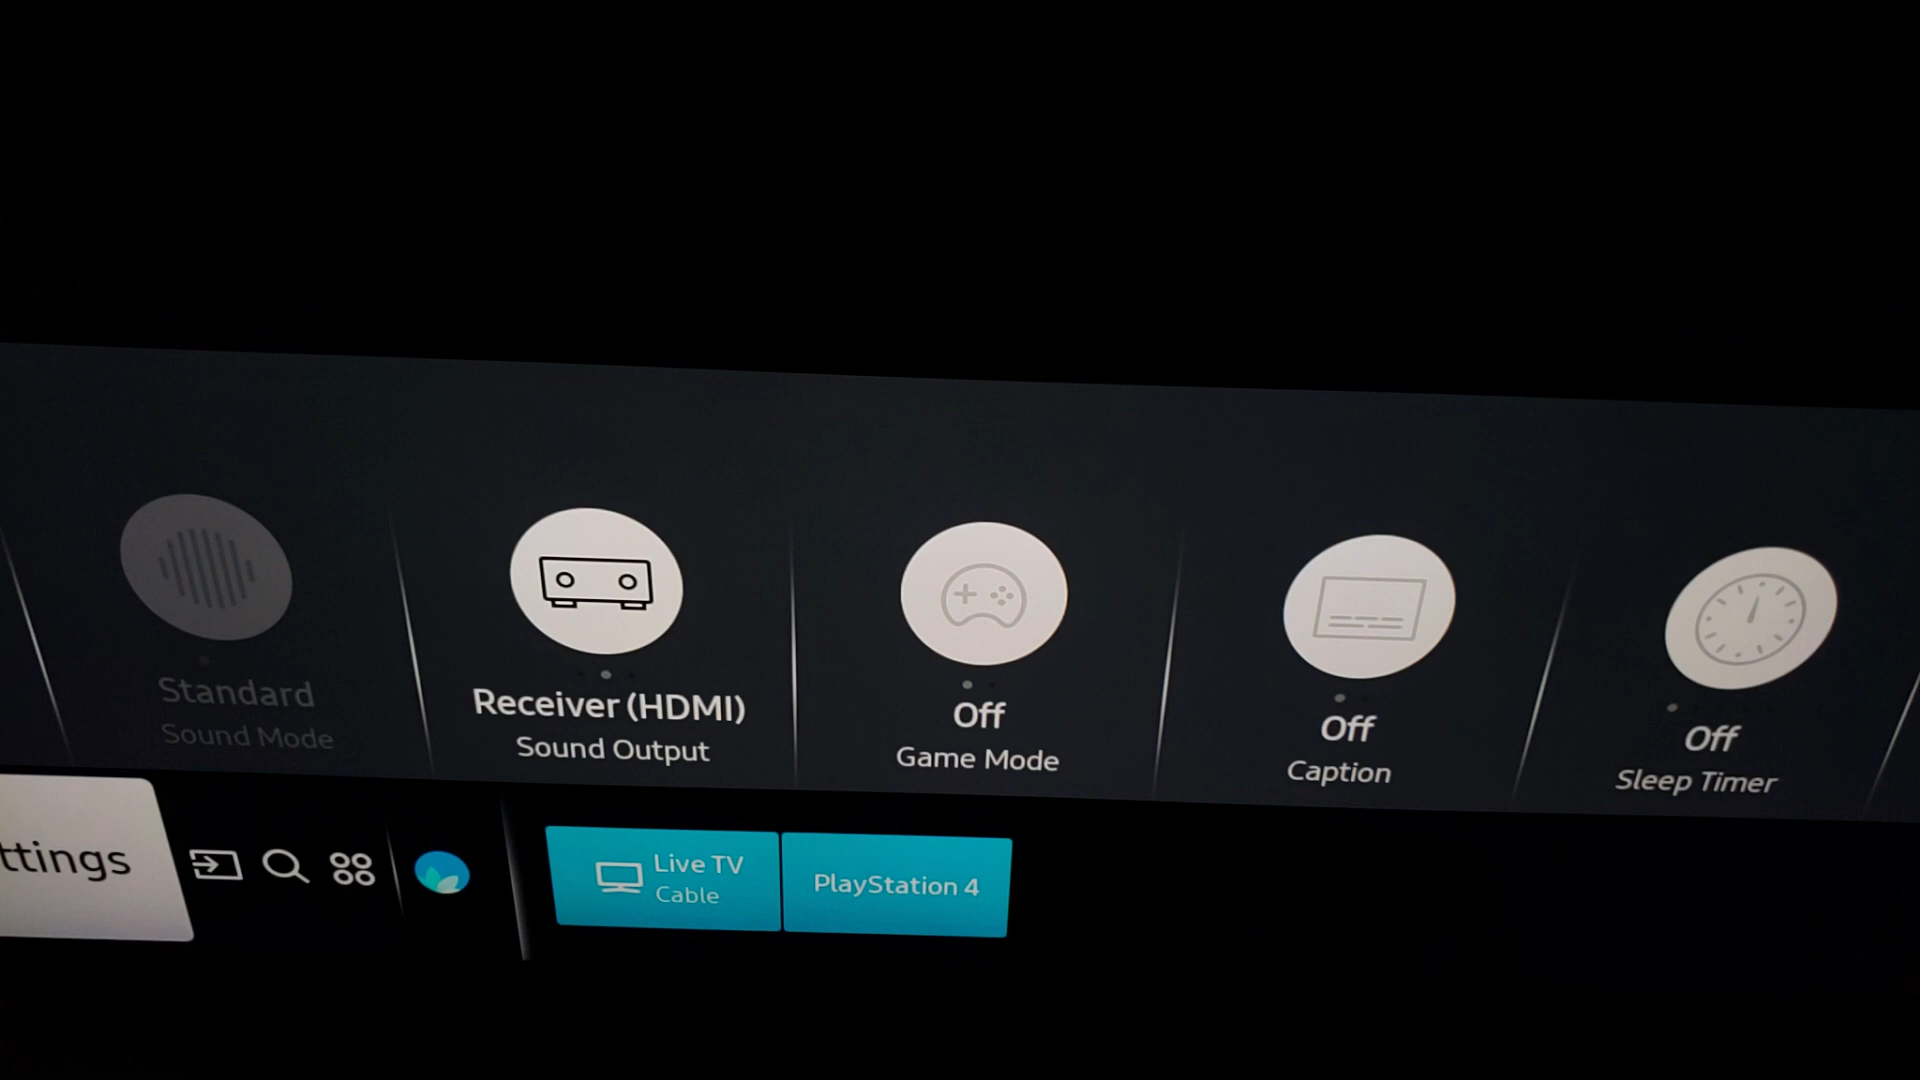 Standard
Sound Mode
Receiver (HDMI)
Sound Output
Off
Game Mode
Off
Caption
Off
Sleep Timer
ttings
Live TV
Cable
PlayStation 4